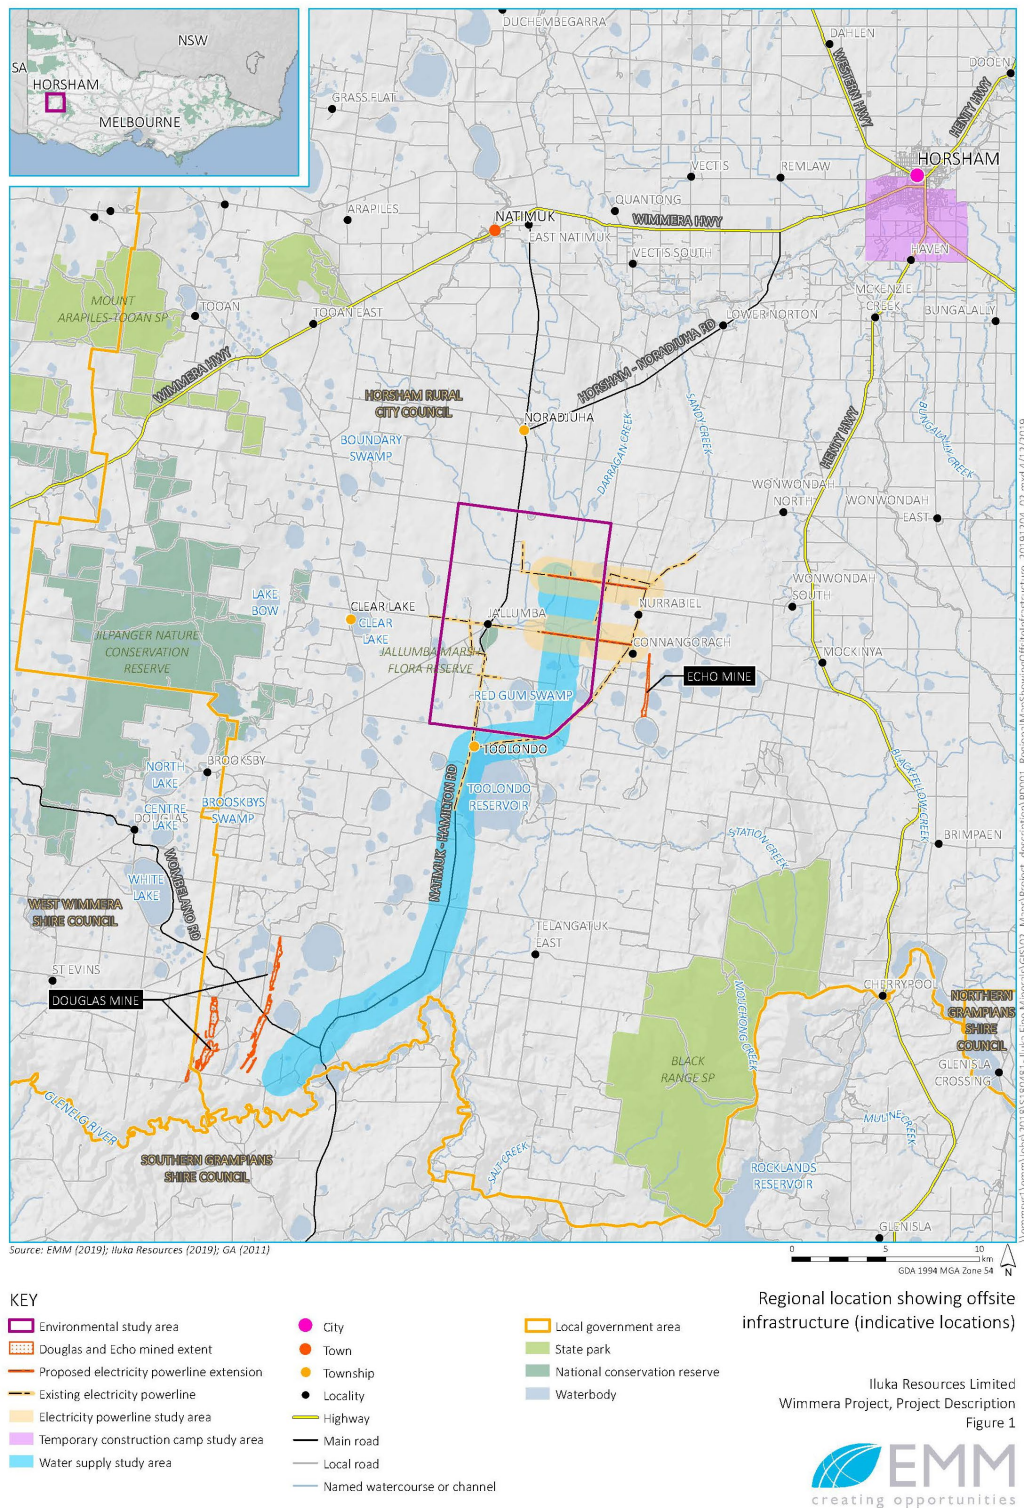 NSW
SA
HORSHAM
MELBOURNE
DUCHEMBEGARRA
DAHLEN
DOOEN
GRASS FLAT
WESTERN HWY
HENTY HWY
HORSHAM
VECTIS
REMLAW
ARAPILES
NATIMUK
QUANTONG
WIMMERA HWY
EAST NATIMUK
VECTIS SOUTH
HAVEN
MCKENZIE
CREEK
BUNGALALLY
MOUNT
ARAPILES-TOOAN SP
TOOAN
TOOAN EAST
LOWER NORTON
WIMMERA HWY
HORSHAM - NORADJUHA RD
HORSHAM RURAL
CITY COUNCIL
NORADJUHA
BOUNDARY
SWAMP
DARRAGAN CREEK
SANDY CREEK
HENTY HWY
BUNGALALLY CREEK
WONWONDAH
NORTH
WONWONDAH
EAST
LAKE
BOW
CLEAR LAKE
CLEAR
LAKE
JALLUMBA
NURRABIEL
WONWONDAH
SOUTH
JILPANGER NATURE
CONSERVATION
RESERVE
JALLUMBA MARSH
FLORA RESERVE
CONNANGORACH
MOCKINYA
ECHO MINE
RED GUM SWAMP
TOOLONDO
NORTH
LAKE
BROOKSBY
TOOLONDO
RESERVOIR
BLACKFELLOW CREEK
CENTRE
LAKE
DOUGLAS
BROOSKBYS
SWAMP
NATIMUK - HAMILTON RD
STATION CREEK
BRIMPAEN
WHITE
LAKE
WOMBELANO RD
WEST WIMMERA
SHIRE COUNCIL
TELANGATUK
EAST
ST EVINS
DOUGLAS MINE
CHERRYPOOL
NORTHERN
GRAMPIANS
SHIRE
COUNCIL
MOUCHONG CREEK
BLACK
RANGE SP
GLENISLA
CROSSING
GLENELG RIVER
MULINE CREEK
SOUTHERN GRAMPIANS
SHIRE COUNCIL
SALT CREEK
ROCKLANDS
RESERVOIR
GLENISLA
Source: EMM (2019); Iluka Resources (2019); GA (2011)
0 5 10
km
GDA 1994 MGA Zone 54
N
KEY
Environmental study area
Douglas and Echo mined extent
Proposed electricity powerline extension
Existing electricity powerline
Electricity powerline study area
Temporary construction camp study area
Water supply study area
City
Town
Township
Locality
Highway
Main road
Local road
Named watercourse or channel
Local government area
State park
National conservation reserve
Waterbody
Regional location showing offsite
infrastructure (indicative locations)
Iluka Resources Limited
Wimmera Project, Project Description
Figure 1
EMM
creating opportunities